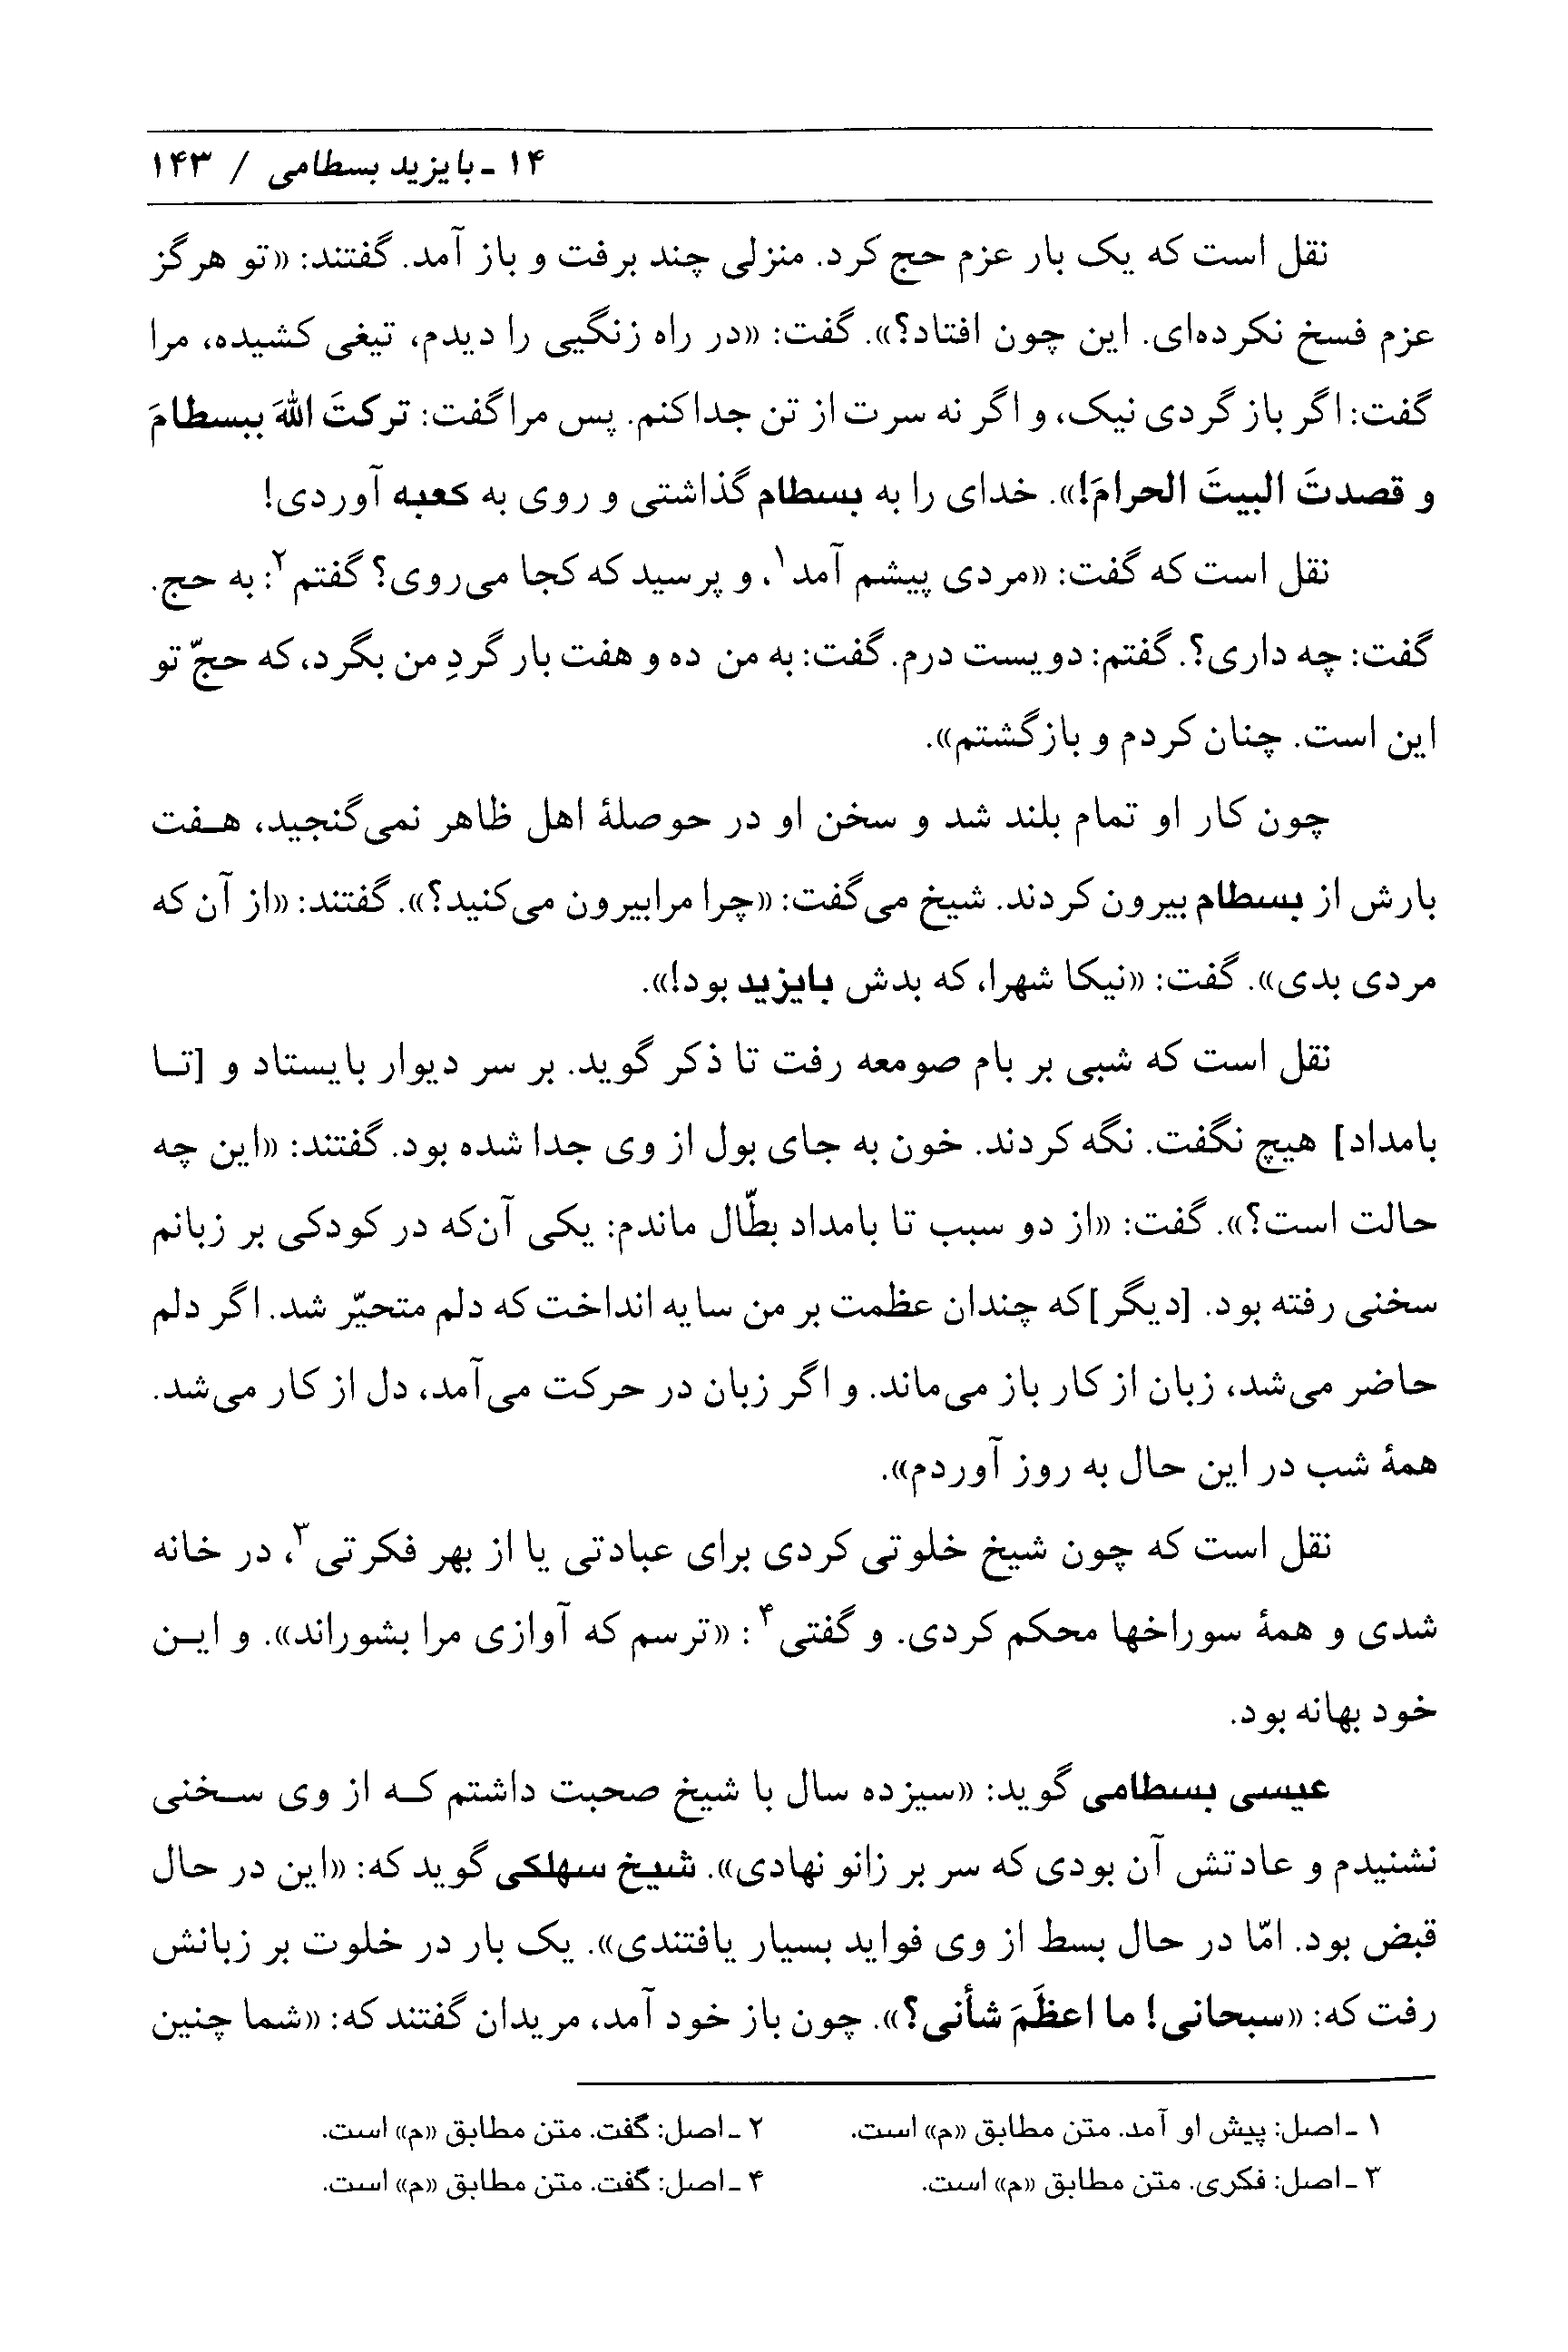 ۱۴ ـ بایزید بسطامی / ۱۴۳
نقل است که یک بار عزم حج کرد. منزلی چند برفت و باز آمد. گفتند: «تو هرگز
عزم فسخ نکرده‌ای. این چون افتاد؟». گفت: «در راه زنگیی را دیدم، تیغی کشیده، مرا
گفت: اگر باز گردی نیک، و اگر نه سرت از تن جدا کنم. پس مرا گفت: ترکتَ اللهَ ببسطامَ
و قصدتَ البیتَ الحرامَ!». خدای را به بسطام گذاشتی و روی به کعبه آوردی!
نقل است که گفت: «مردی پیشم آمد۱، و پرسید که کجا می‌روی؟ گفتم۲: به حج.
گفت: چه داری؟. گفتم: دویست درم. گفت: به من ده و هفت بار گردِ من بگرد، که حجّ تو
این است. چنان کردم و بازگشتم».
چون کار او تمام بلند شد و سخن او در حوصلهٔ اهل ظاهر نمی‌گنجید، هـفت
بارش از بسطام بیرون کردند. شیخ می‌گفت: «چرا مرا بیرون می‌کنید؟». گفتند: «از آن که
مردی بدی». گفت: «نیکا شهرا، که بدش بایزید بود!».
نقل است که شبی بر بام صومعه رفت تا ذکر گوید. بر سر دیوار بایستاد و [تـا
بامداد] هیچ نگفت. نگه کردند. خون به جای بول از وی جدا شده بود. گفتند: «این چه
حالت است؟». گفت: «از دو سبب تا بامداد بطّال ماندم: یکی آن‌که در کودکی بر زبانم
سخنی رفته بود. [دیگر] که چندان عظمت بر من سایه انداخت که دلم متحیّر شد. اگر دلم
حاضر می‌شد، زبان از کار باز می‌ماند. و اگر زبان در حرکت می‌آمد، دل از کار می‌شد.
همهٔ شب در این حال به روز آوردم».
نقل است که چون شیخ خلوتی کردی برای عبادتی یا از بهر فکرتی۳، در خانه
شدی و همهٔ سوراخها محکم کردی. و گفتی۴: «ترسم که آوازی مرا بشوراند». و ایـن
خود بهانه بود.
عیسی بسطامی گوید: «سیزده سال با شیخ صحبت داشتم کـه از وی سـخنی
نشنیدم و عادتش آن بودی که سر بر زانو نهادی». شیخ سهلکی گوید که: «این در حال
قبض بود. امّا در حال بسط از وی فواید بسیار یافتندی». یک بار در خلوت بر زبانش
رفت که: «سبحانی! ما اعظَمَ شأنی؟». چون باز خود آمد، مریدان گفتند که: «شما چنین
۱ ـ اصل: پیش او آمد. متن مطابق «م» است. ۲ ـ اصل: گفت. متن مطابق «م» است.
۳ ـ اصل: فکری. متن مطابق «م» است. ۴ ـ اصل: گفت. متن مطابق «م» است.